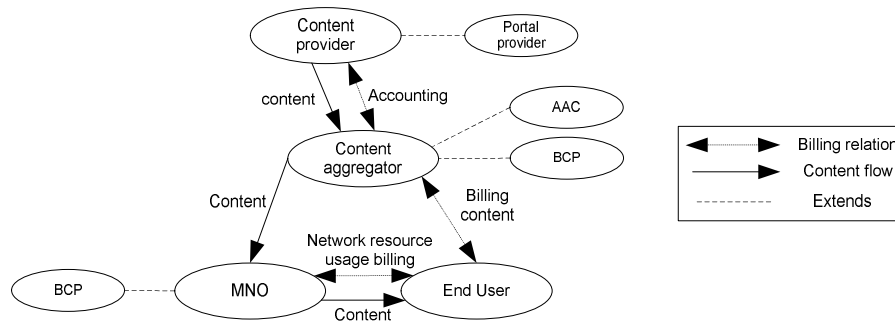 Content
provider
Portal
provider
content
Accounting
AAC
Content
aggregator
BCP
Billing relation
Content flow
Extends
Content
Billing
content
Network resource
usage billing
BCP
MNO
End User
Content